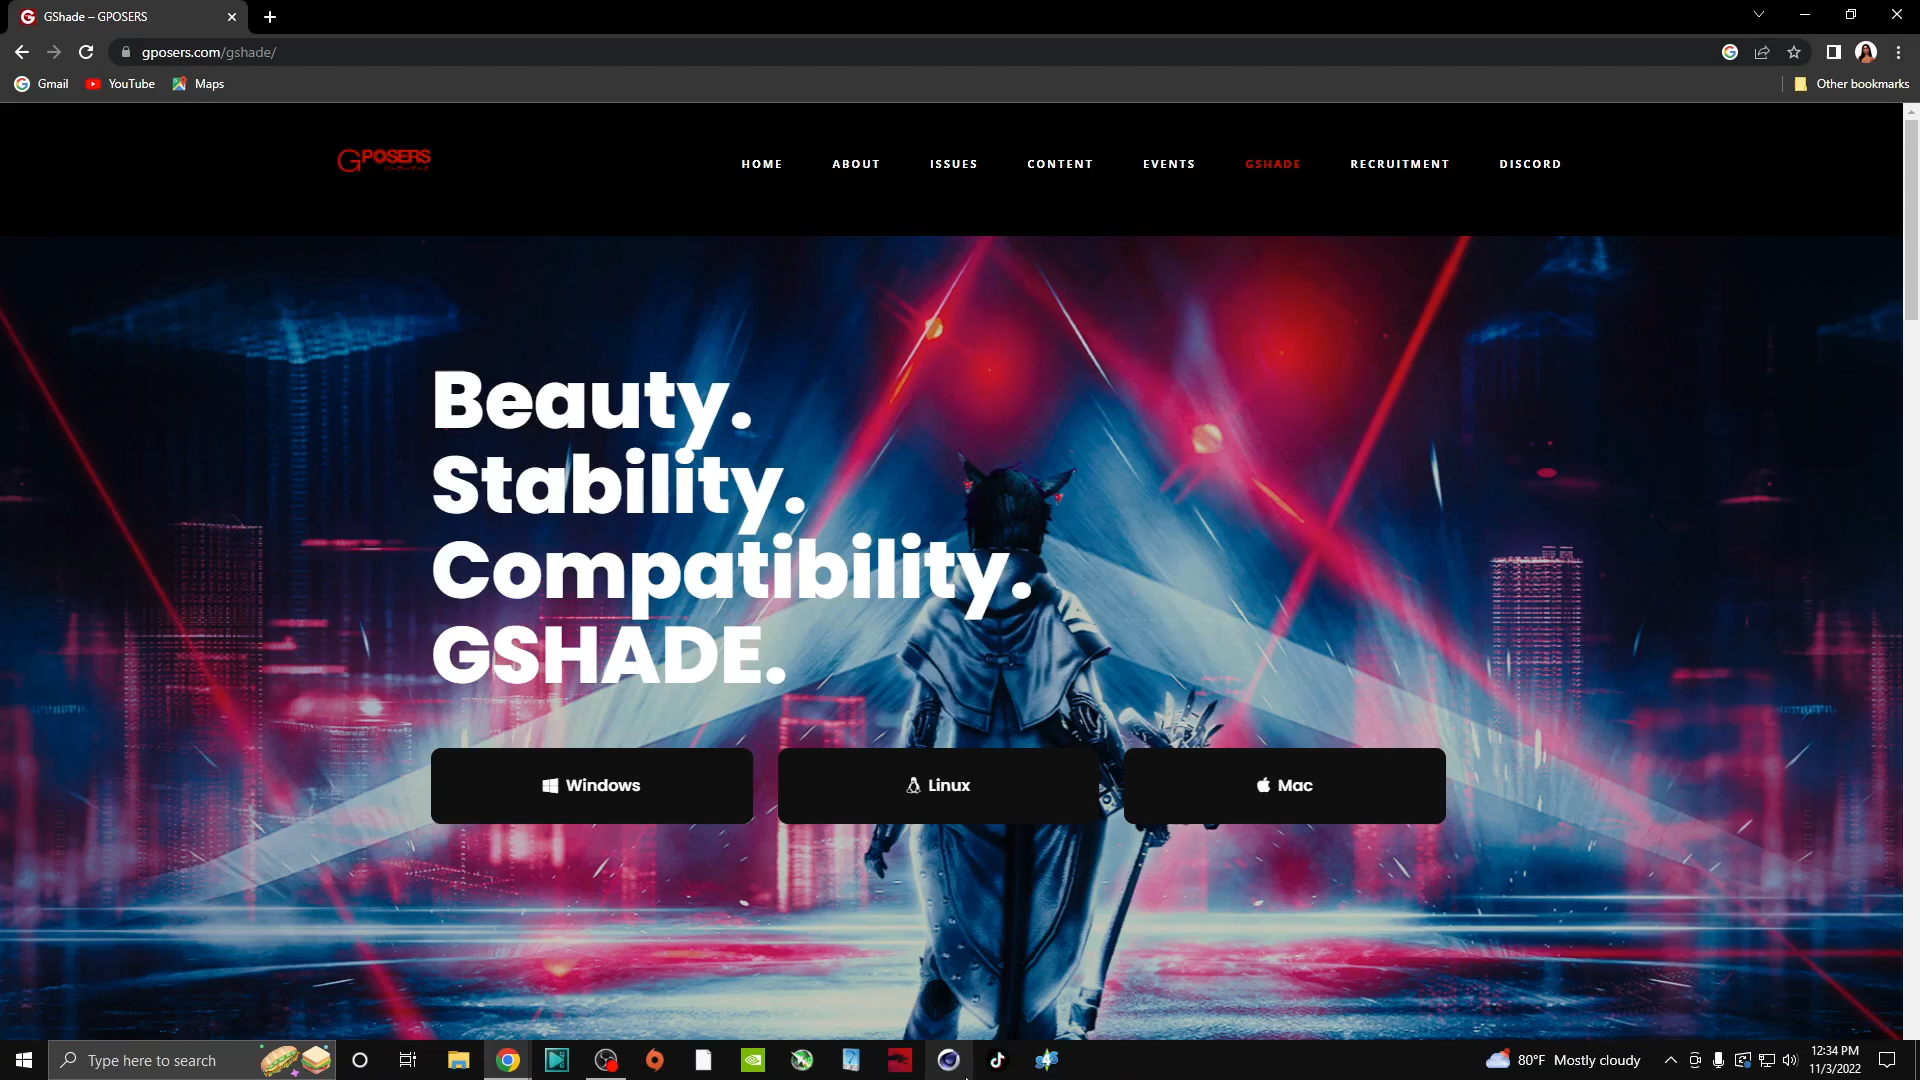 GShade – GPOSERS
gposers.com/gshade/
Gmail
YouTube
Maps
Other bookmarks
GPOSERS
HOME
ABOUT
ISSUES
CONTENT
EVENTS
GSHADE
RECRUITMENT
DISCORD
Beauty.
Stability.
Compatibility.
GSHADE.
Windows
Linux
Mac
Type here to search
80°F Mostly cloudy
12:34 PM
11/3/2022